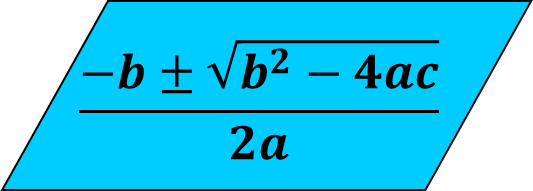 −b ± √b² − 4ac
2a